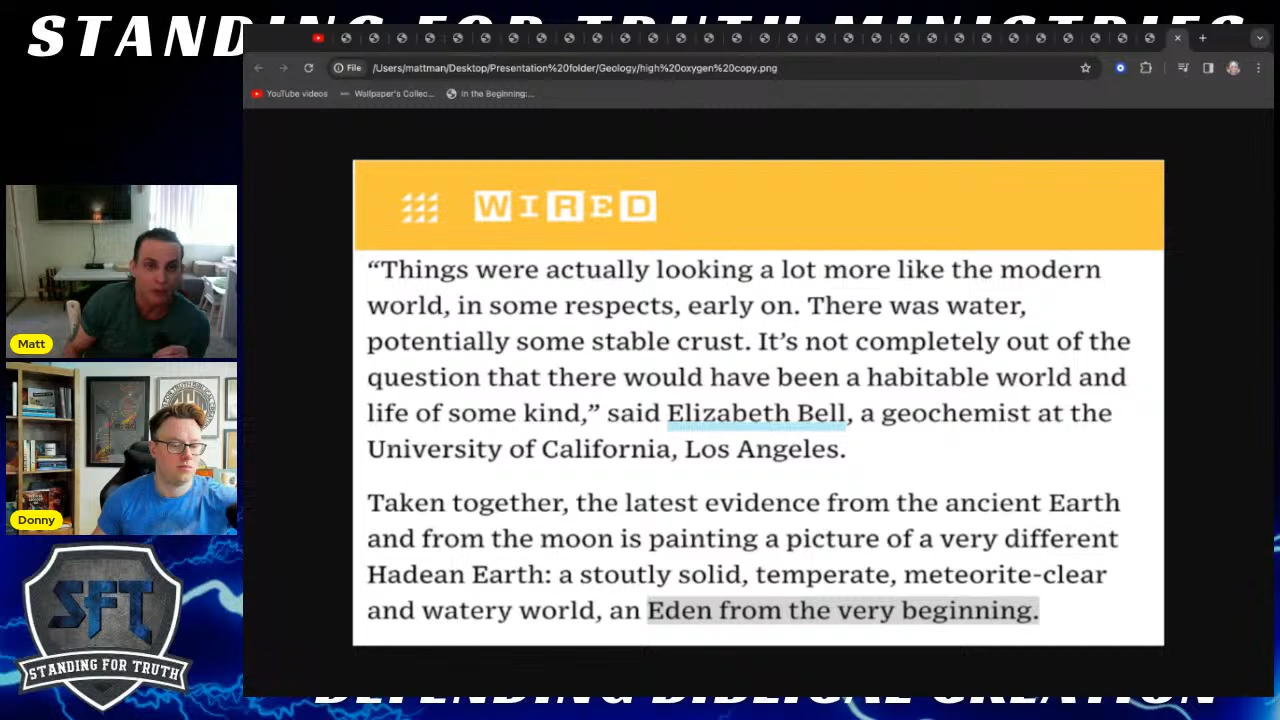 STANDING FOR TRUTH MINISTRIES
File
/Users/mattman/Desktop/Presentation%20folder/Geology/high%20oxygen%20copy.png
YouTube videos
Wallpaper's Collec...
In the Beginning:...
WIRED
“Things were actually looking a lot more like the modern
world, in some respects, early on. There was water,
potentially some stable crust. It’s not completely out of the
question that there would have been a habitable world and
life of some kind,” said Elizabeth Bell, a geochemist at the
University of California, Los Angeles.
Taken together, the latest evidence from the ancient Earth
and from the moon is painting a picture of a very different
Hadean Earth: a stoutly solid, temperate, meteorite-clear
and watery world, an Eden from the very beginning.
Matt
Donny
SFT
STANDING FOR TRUTH
DEFENDING BIBLICAL CREATION